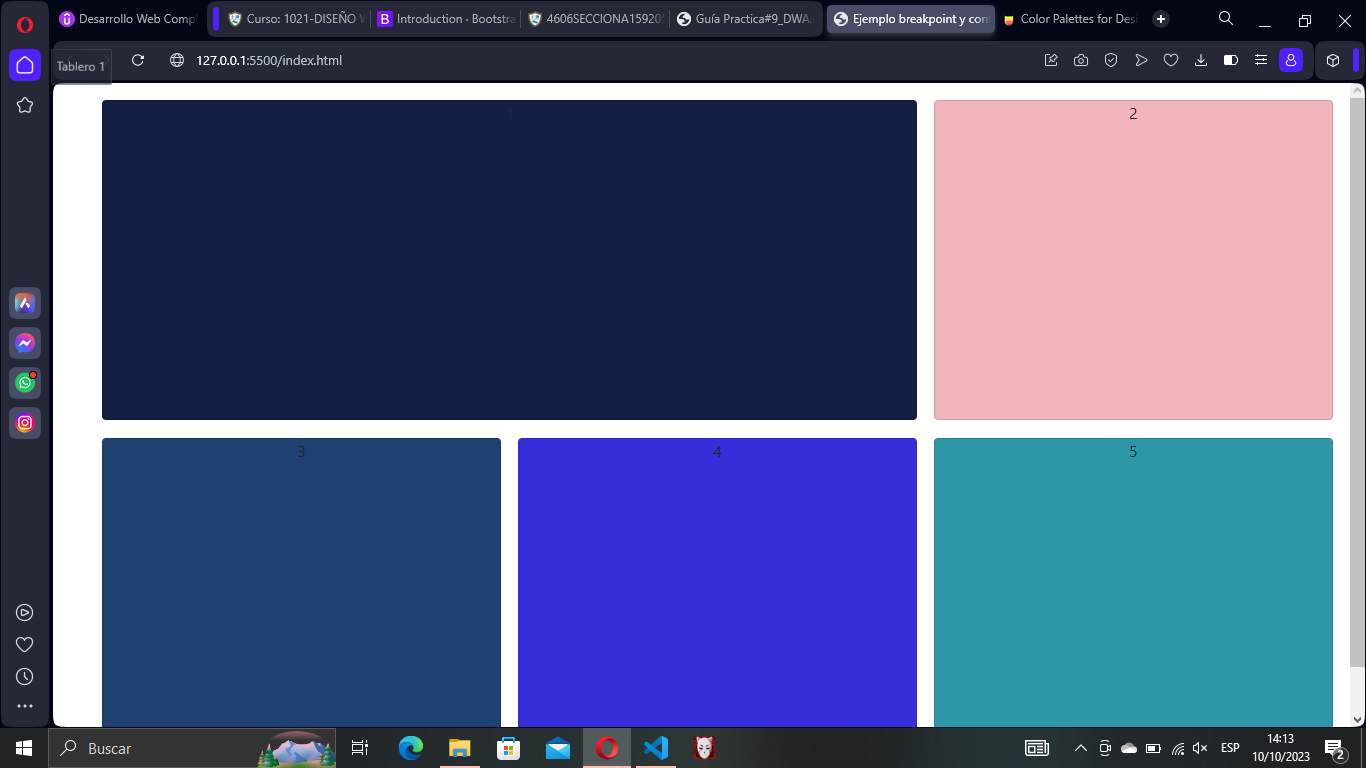 Desarrollo Web Compl
Curso: 1021-DISEÑO W
B Introduction · Bootstra
4606SECCIONA15920
Guía Practica#9_DWA.
Ejemplo breakpoint y con
Color Palettes for Desi
Tablero 1
127.0.0.1:5500/index.html
1
2
3
4
5
Buscar
ESP
14:13
10/10/2023
2